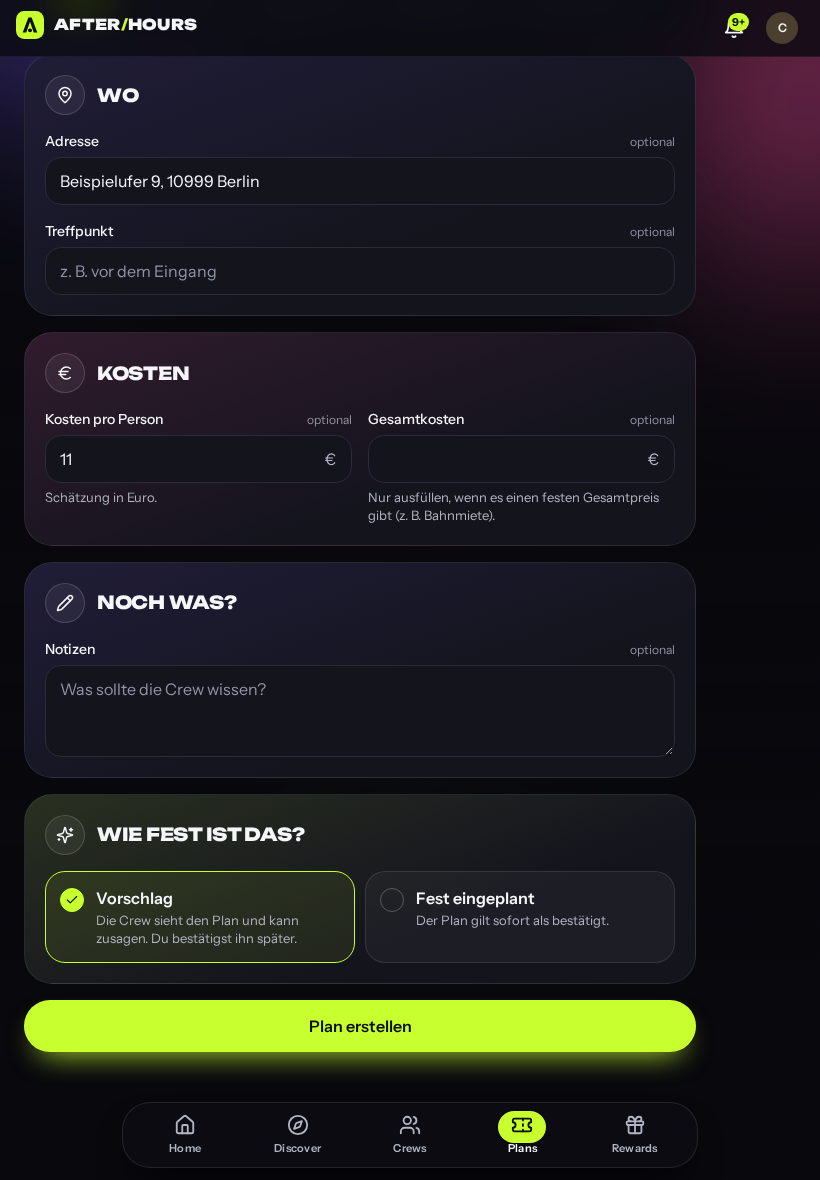 AFTER/HOURS
9+
C
WO
Adresse optional
Beispielufer 9, 10999 Berlin
Treffpunkt optional
z. B. vor dem Eingang
€ KOSTEN
Kosten pro Person optional
11 €
Schätzung in Euro.
Gesamtkosten optional
€
Nur ausfüllen, wenn es einen festen Gesamtpreis
gibt (z. B. Bahnmiete).
NOCH WAS?
Notizen optional
Was sollte die Crew wissen?
WIE FEST IST DAS?
Vorschlag
Die Crew sieht den Plan und kann
zusagen. Du bestätigst ihn später.
Fest eingeplant
Der Plan gilt sofort als bestätigt.
Plan erstellen
Home
Discover
Crews
Plans
Rewards